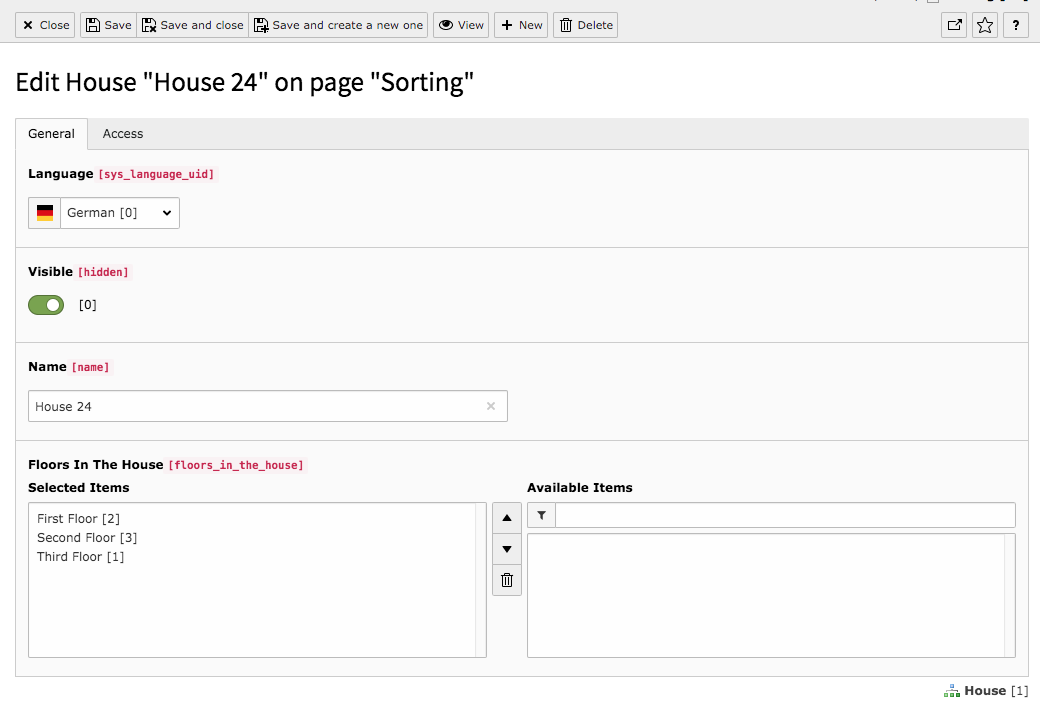 Close Save Save and close Save and create a new one View New Delete ?
Edit House "House 24" on page "Sorting"
General Access
Language [sys_language_uid]
German [0]
Visible [hidden]
[0]
Name [name]
House 24
Floors In The House [floors_in_the_house]
Selected Items Available Items
First Floor [2]
Second Floor [3]
Third Floor [1]
House [1]